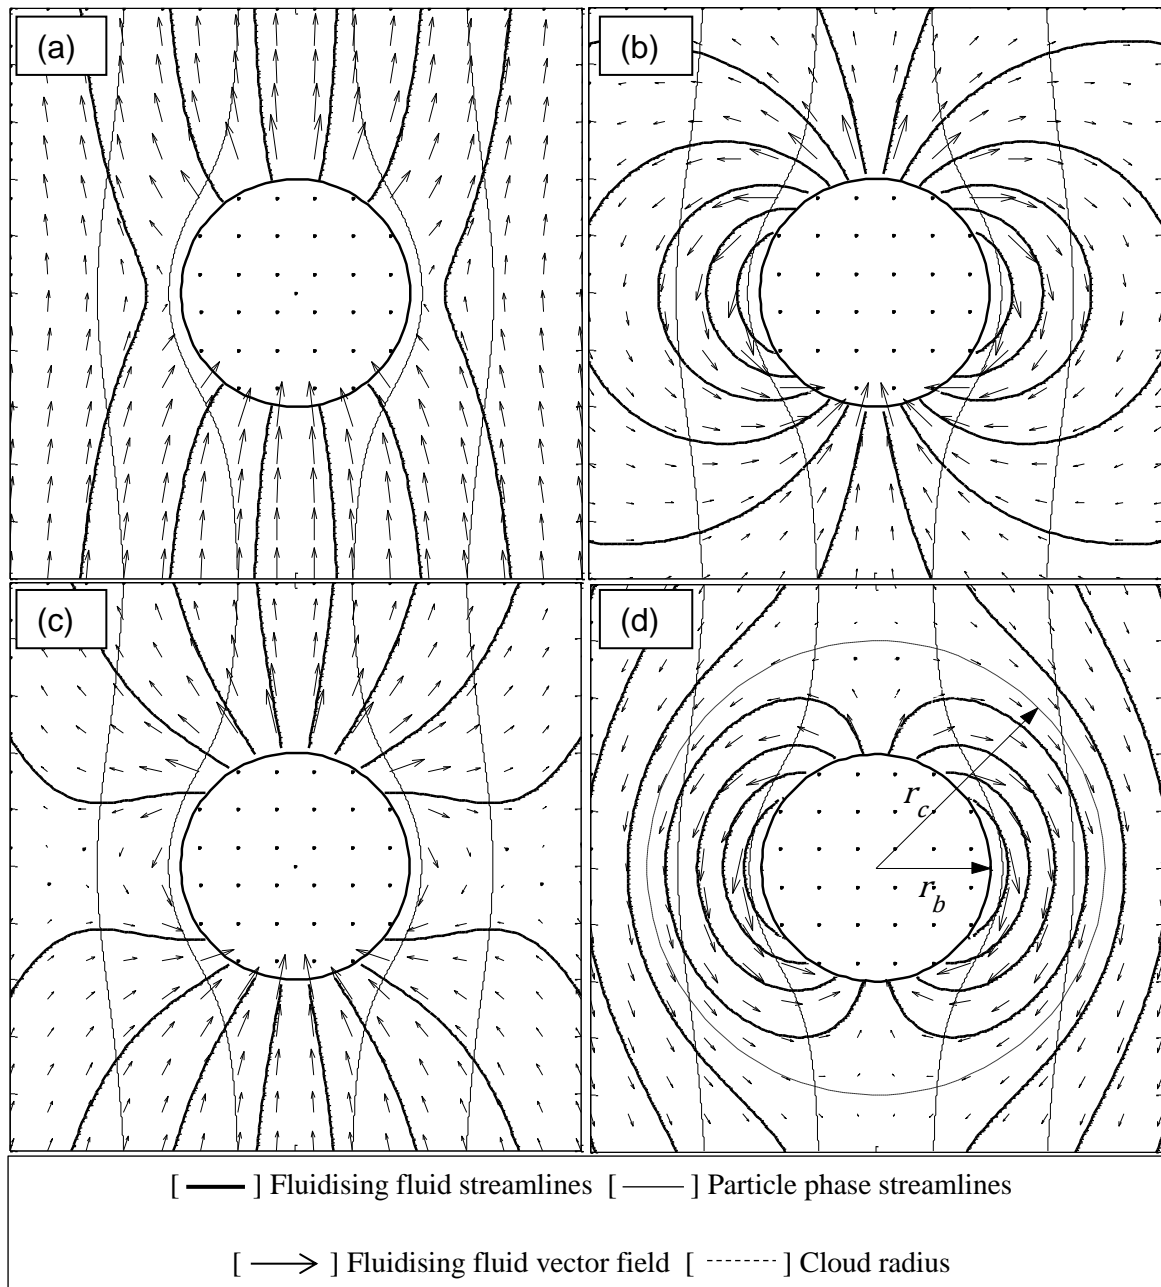 (a)
(b)
(c)
(d)
r_c
r_b
[ ] Fluidising fluid streamlines [ ] Particle phase streamlines
[ ] Fluidising fluid vector field [ ] Cloud radius